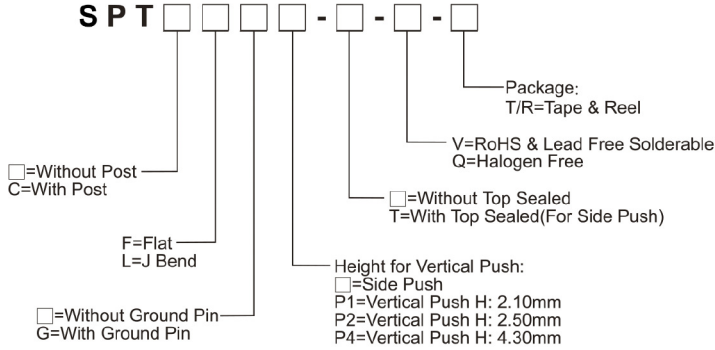 SPT□□□□-□-□-□
Package:
T/R=Tape & Reel
V=RoHS & Lead Free Solderable
Q=Halogen Free
□=Without Post
C=With Post
□=Without Top Sealed
T=With Top Sealed(For Side Push)
F=Flat
L=J Bend
Height for Vertical Push:
□=Side Push
P1=Vertical Push H: 2.10mm
P2=Vertical Push H: 2.50mm
P4=Vertical Push H: 4.30mm
□=Without Ground Pin
G=With Ground Pin